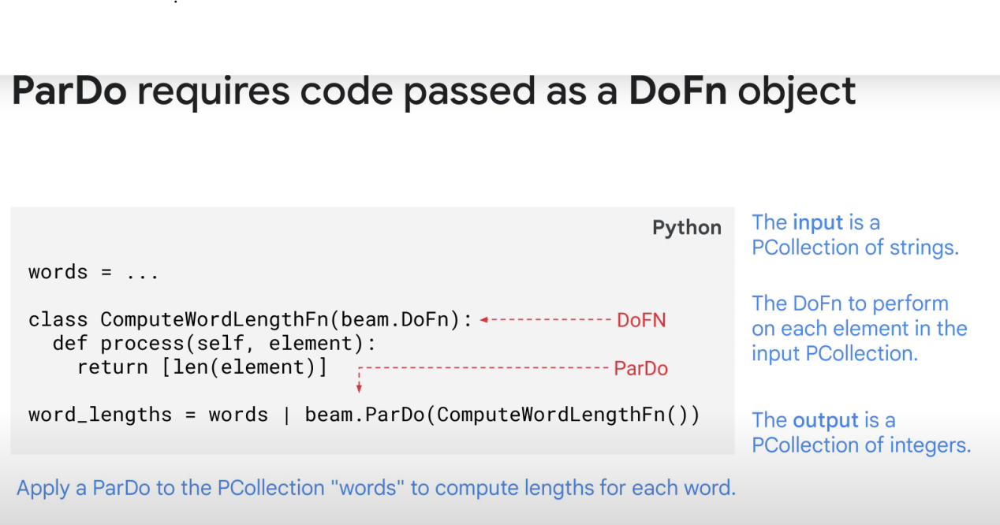 ParDo requires code passed as a DoFn object
Python
words = ...
class ComputeWordLengthFn(beam.DoFn):
DoFN
def process(self, element):
return [len(element)]
ParDo
word_lengths = words | beam.ParDo(ComputeWordLengthFn())
The input is a
PCollection of strings.
The DoFn to perform
on each element in the
input PCollection.
The output is a
PCollection of integers.
Apply a ParDo to the PCollection "words" to compute lengths for each word.